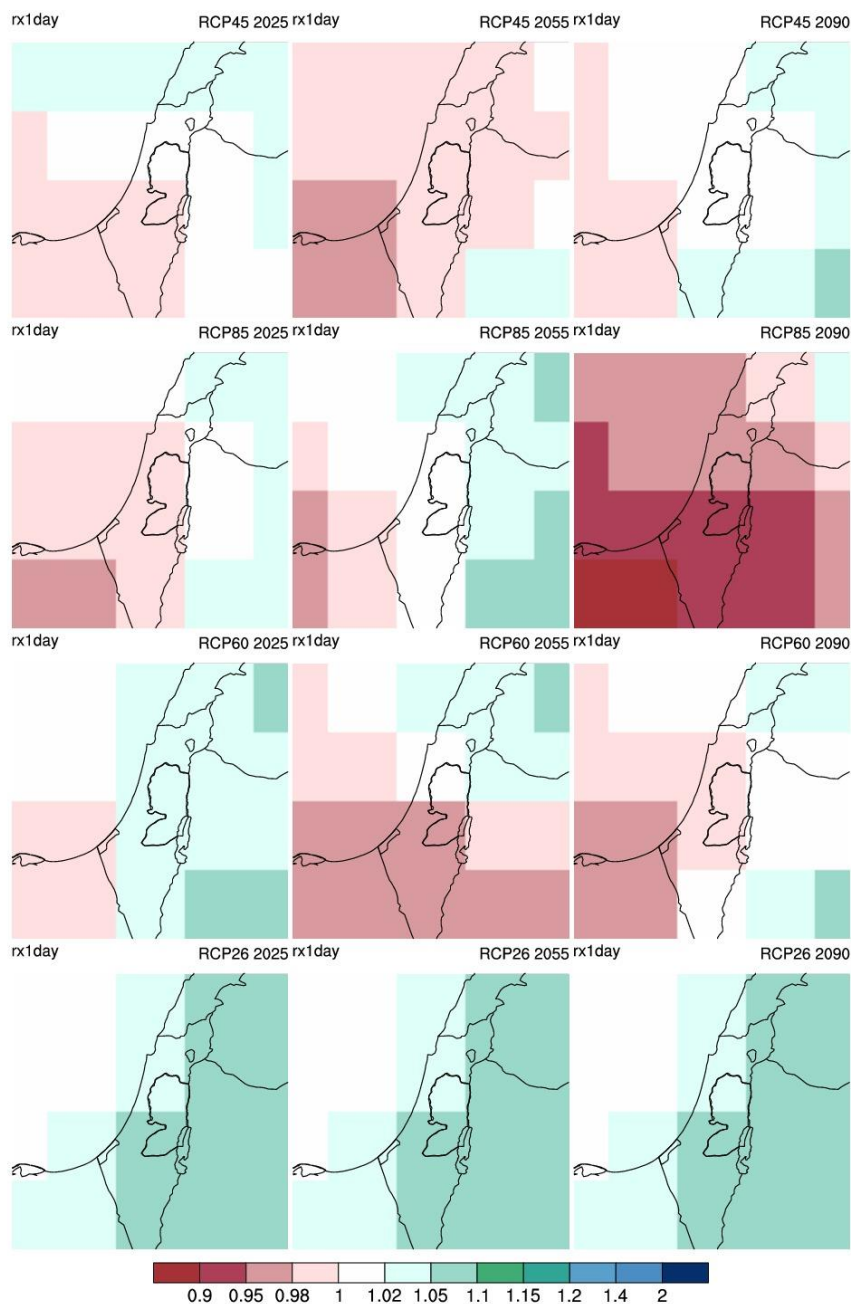 rx1day RCP45 2025 rx1day RCP45 2055 rx1day RCP45 2090
rx1day RCP85 2025 rx1day RCP85 2055 rx1day RCP85 2090
rx1day RCP60 2025 rx1day RCP60 2055 rx1day RCP60 2090
rx1day RCP26 2025 rx1day RCP26 2055 rx1day RCP26 2090
0.9 0.95 0.98 1 1.02 1.05 1.1 1.15 1.2 1.4 2